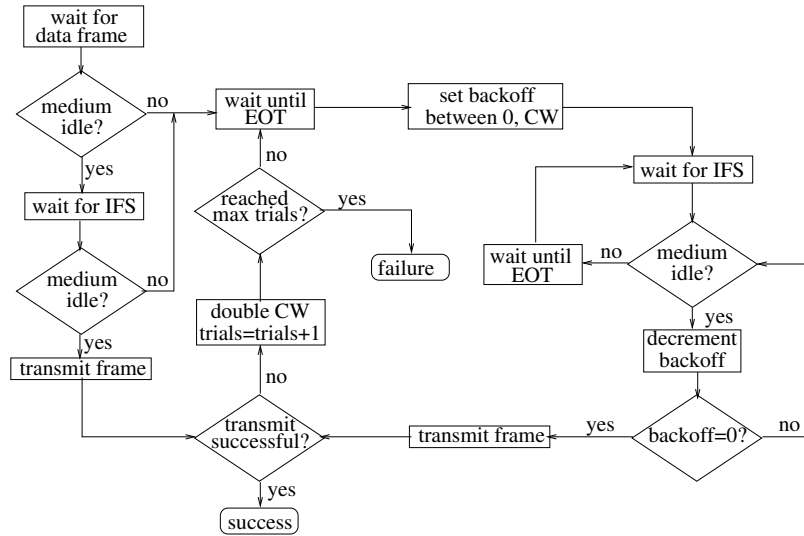 wait for
data frame
medium
idle?
no
yes
wait for IFS
medium
idle?
no
yes
transmit frame
wait until
EOT
no
reached
max trials?
yes
failure
double CW
trials=trials+1
no
transmit
successful?
yes
success
set backoff
between 0, CW
wait for IFS
medium
idle?
no
wait until
EOT
yes
decrement
backoff
backoff=0?
no
yes
transmit frame